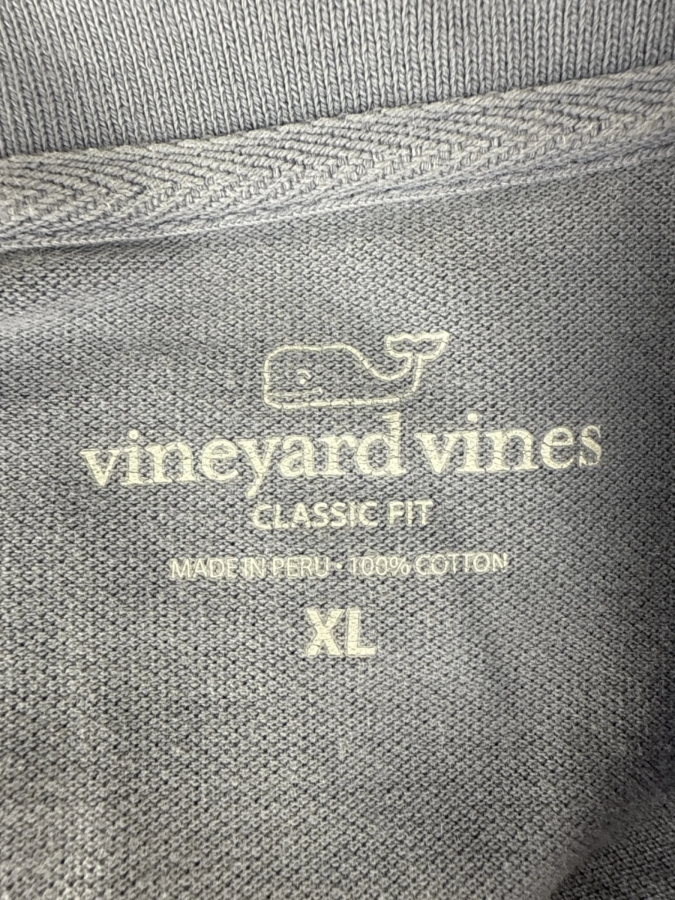 vineyard vines
CLASSIC FIT
MADE IN PERU • 100% COTTON
XL